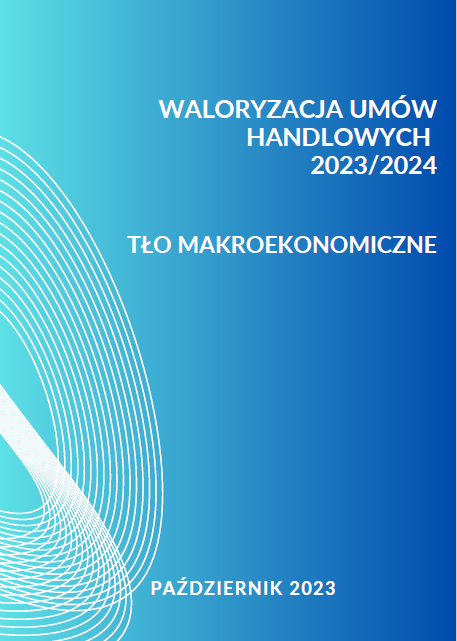 WALORYZACJA UMÓW
HANDLOWYCH
2023/2024
TŁO MAKROEKONOMICZNE
PAŹDZIERNIK 2023